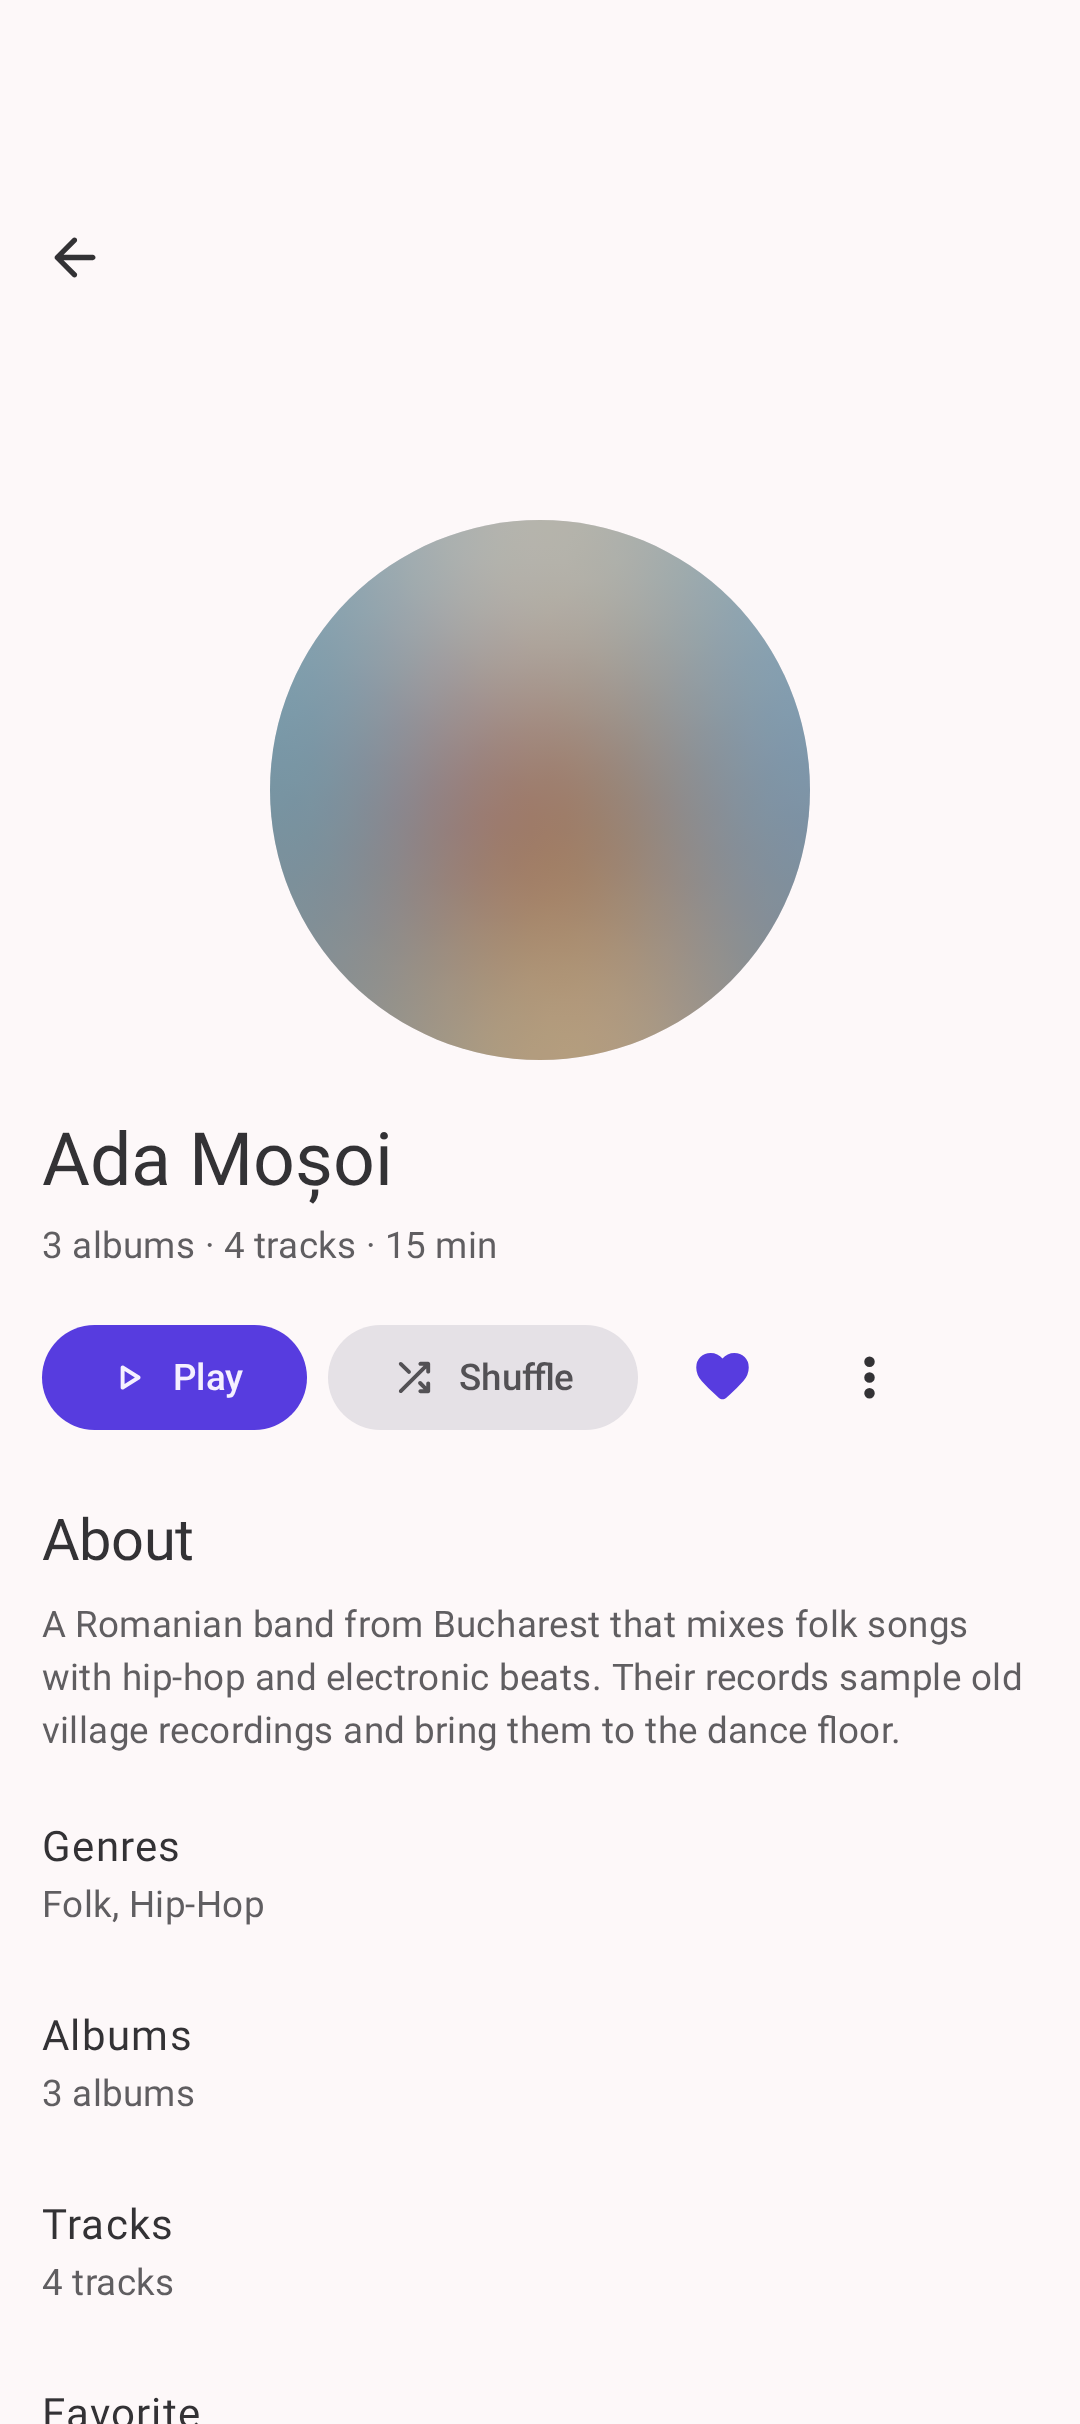 Ada Moșoi
3 albums · 4 tracks · 15 min
Play
Shuffle
About
A Romanian band from Bucharest that mixes folk songs
with hip-hop and electronic beats. Their records sample old
village recordings and bring them to the dance floor.
Genres
Folk, Hip-Hop
Albums
3 albums
Tracks
4 tracks
Favorite